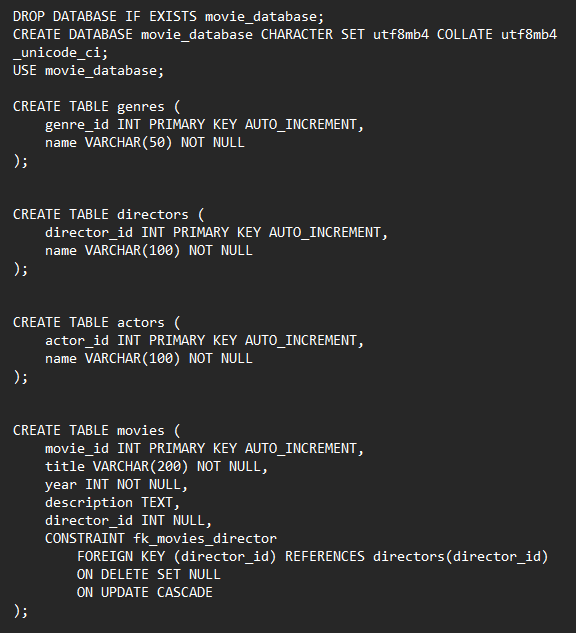 DROP DATABASE IF EXISTS movie_database;
CREATE DATABASE movie_database CHARACTER SET utf8mb4 COLLATE utf8mb4
_unicode_ci;
USE movie_database;

CREATE TABLE genres (
    genre_id INT PRIMARY KEY AUTO_INCREMENT,
    name VARCHAR(50) NOT NULL
);

CREATE TABLE directors (
    director_id INT PRIMARY KEY AUTO_INCREMENT,
    name VARCHAR(100) NOT NULL
);

CREATE TABLE actors (
    actor_id INT PRIMARY KEY AUTO_INCREMENT,
    name VARCHAR(100) NOT NULL
);

CREATE TABLE movies (
    movie_id INT PRIMARY KEY AUTO_INCREMENT,
    title VARCHAR(200) NOT NULL,
    year INT NOT NULL,
    description TEXT,
    director_id INT NULL,
    CONSTRAINT fk_movies_director
        FOREIGN KEY (director_id) REFERENCES directors(director_id)
        ON DELETE SET NULL
        ON UPDATE CASCADE
);